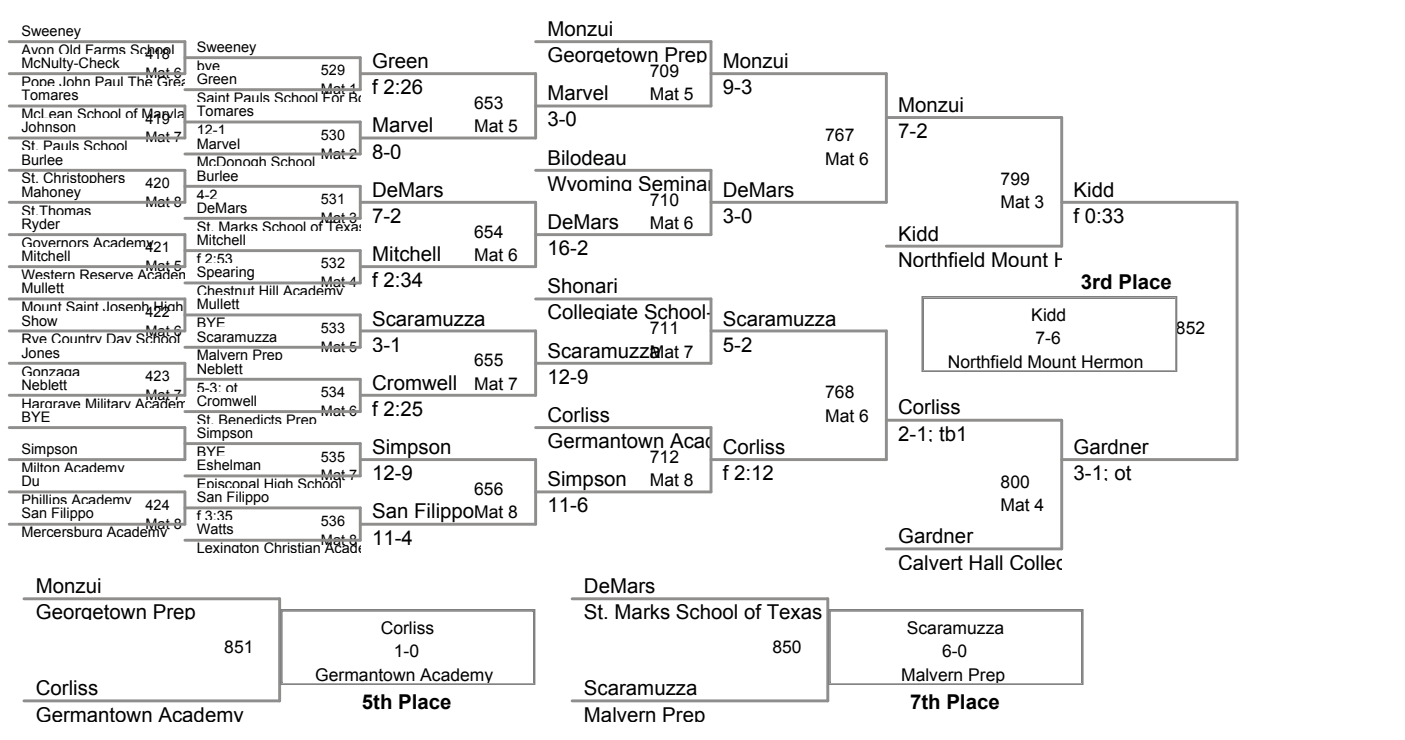 Sweeney
Avon Old Farms School
McNulty-Check
418
Mat 6
Pope John Paul The Grea
Tomares
McLean School of Maryla
Johnson
419
Mat 7
St. Pauls School
Burlee
St. Christophers
Mahoney
420
Mat 8
St.Thomas
Ryder
Governors Academy
Mitchell
421
Mat 5
Western Reserve Academ
Mullett
Mount Saint Joseph High
Show
422
Mat 6
Rye Country Day School
Jones
Gonzaga
Neblett
423
Mat 7
Hargrave Military Academ
BYE
Simpson
Milton Academy
Du
Phillips Academy
San Filippo
424
Mat 8
Mercersburg Academy
Sweeney
bye
Green
529
Mat 1
Saint Pauls School For Bo
Tomares
12-1
Marvel
530
Mat 2
McDonogh School
Burlee
4-2
DeMars
531
Mat 3
St. Marks School of Texas
Mitchell
f 2:53
Spearing
532
Mat 4
Chestnut Hill Academy
Mullett
BYE
Scaramuzza
533
Mat 5
Malvern Prep
Neblett
5-3; ot
Cromwell
534
Mat 6
St. Benedicts Prep
Simpson
BYE
Eshelman
535
Mat 7
Episcopal High School
San Filippo
f 3:35
Watts
536
Mat 8
Lexington Christian Acade
Green
f 2:26
653
Mat 5
Marvel
8-0
DeMars
7-2
654
Mat 6
Mitchell
f 2:34
Scaramuzza
3-1
655
Mat 7
Cromwell
f 2:25
Simpson
12-9
656
Mat 8
San Filippo
11-4
Monzui
Georgetown Prep
709
Mat 5
Marvel
3-0
Bilodeau
Wyoming Seminar
710
Mat 6
DeMars
16-2
Shonari
Collegiate School-
711
Mat 7
Scaramuzza
12-9
Corliss
Germantown Acad
712
Mat 8
Simpson
11-6
Monzui
9-3
767
Mat 6
DeMars
3-0
Scaramuzza
5-2
768
Mat 6
Corliss
f 2:12
Monzui
7-2
799
Mat 3
Kidd
Northfield Mount H
Corliss
2-1; tb1
800
Mat 4
Gardner
Calvert Hall Colleg
Kidd
f 0:33
Gardner
3-1; ot
3rd Place
Kidd
7-6
Northfield Mount Hermon
852
Monzui
Georgetown Prep
851
Corliss
Germantown Academy
Corliss
1-0
Germantown Academy
5th Place
DeMars
St. Marks School of Texas
850
Scaramuzza
Malvern Prep
Scaramuzza
6-0
Malvern Prep
7th Place